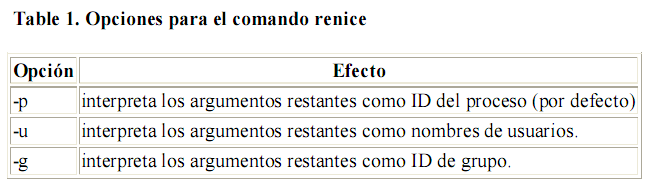 Table 1. Opciones para el comando renice
Opción Efecto
-p interpreta los argumentos restantes como ID del proceso (por defecto)
-u interpreta los argumentos restantes como nombres de usuarios.
-g interpreta los argumentos restantes como ID de grupo.